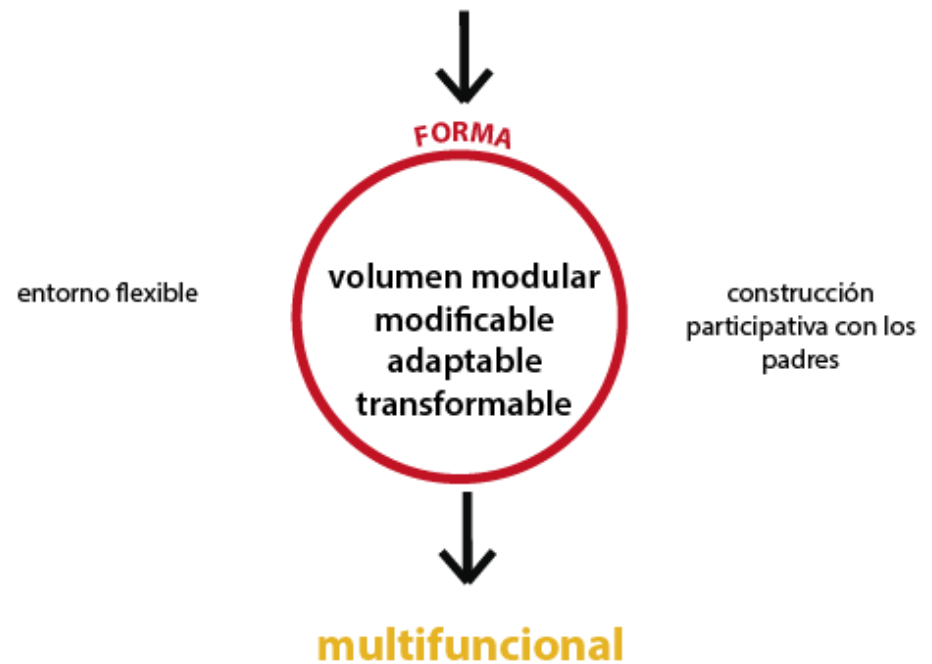 FORMA
volumen modular
modificable
adaptable
transformable
entorno flexible
construcción
participativa con los
padres
multifuncional